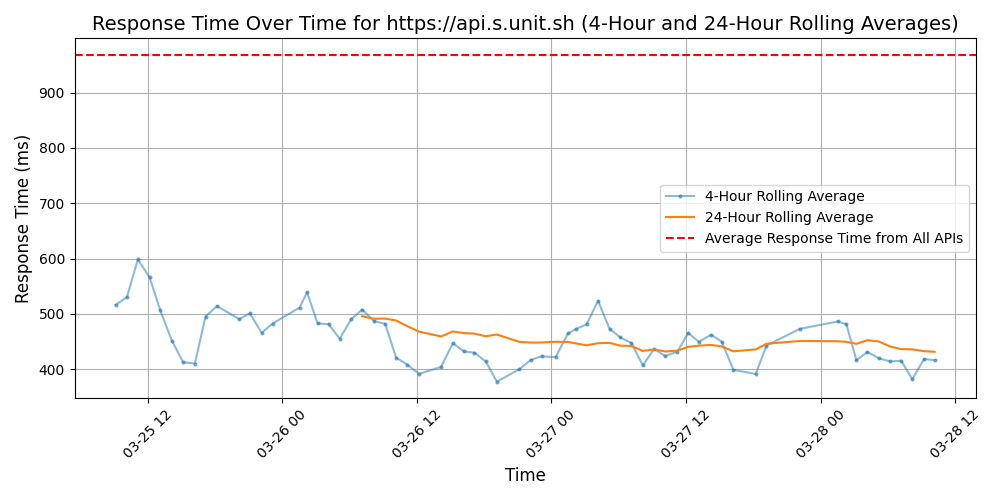 Response Time Over Time for https://api.s.unit.sh (4-Hour and 24-Hour Rolling Averages)
Response Time (ms)
900
800
700
600
500
400
4-Hour Rolling Average
24-Hour Rolling Average
Average Response Time from All APIs
03-25 12
03-26 00
03-26 12
03-27 00
03-27 12
03-28 00
03-28 12
Time